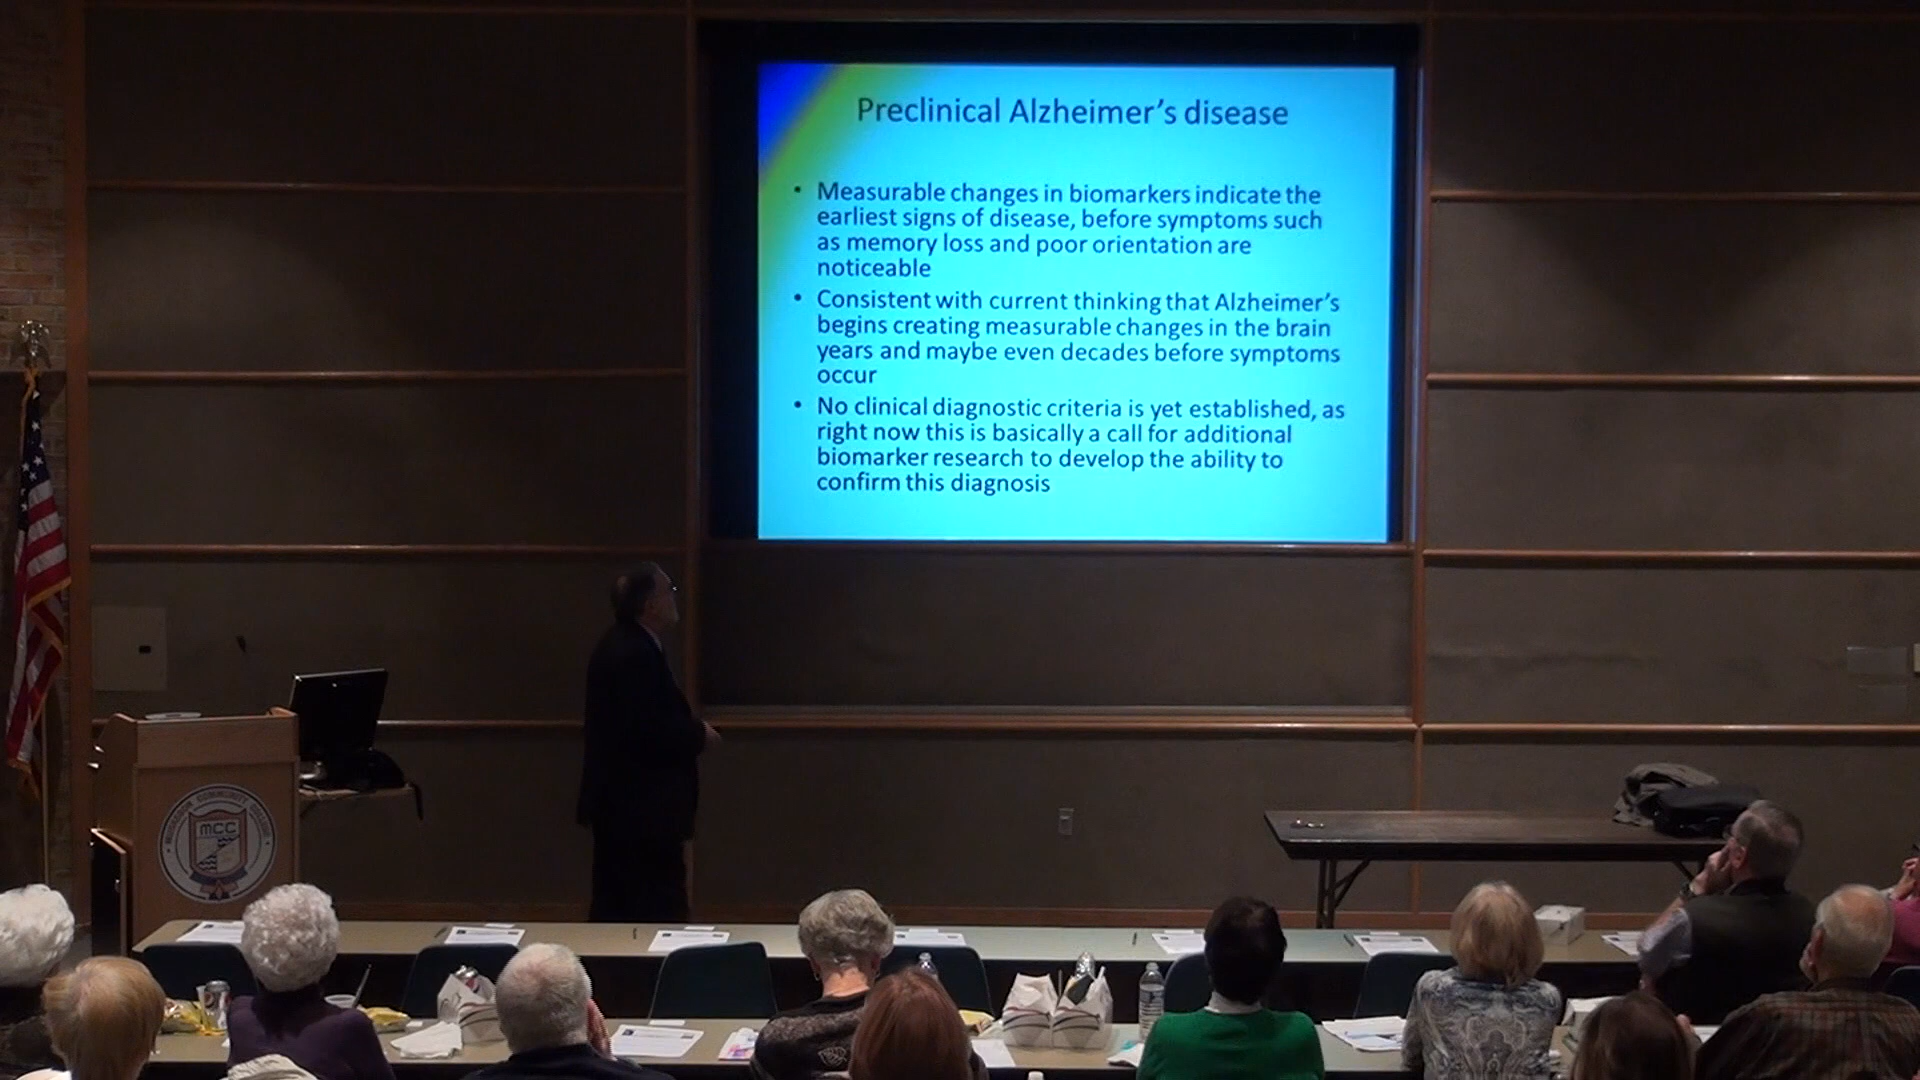 Preclinical Alzheimer's disease
• Measurable changes in biomarkers indicate the
earliest signs of disease, before symptoms such
as memory loss and poor orientation are
noticeable
• Consistent with current thinking that Alzheimer's
begins creating measurable changes in the brain
years and maybe even decades before symptoms
occur
• No clinical diagnostic criteria is yet established, as
right now this is basically a call for additional
biomarker research to develop the ability to
confirm this diagnosis
MUSKEGON COMMUNITY COLLEGE
MCC